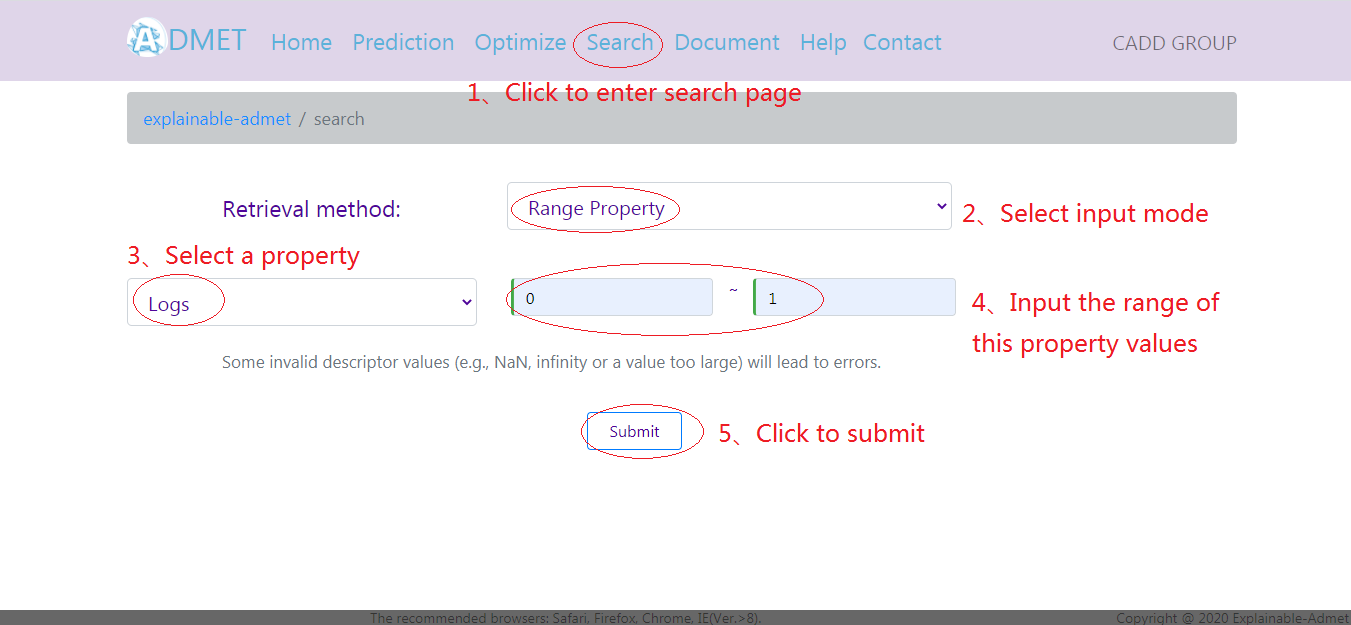 ADMET Home Prediction Optimize Search Document Help Contact CADD GROUP
1、Click to enter search page
explainable-admet / search
Retrieval method: Range Property 2、Select input mode
3、Select a property
Logs 0 ~ 1 4、Input the range of
this property values
Some invalid descriptor values (e.g., NaN, infinity or a value too large) will lead to errors.
Submit 5、Click to submit
The recommended browsers: Safari, Firefox, Chrome, IE(Ver.>8). Copyright @ 2020 Explainable-Admet